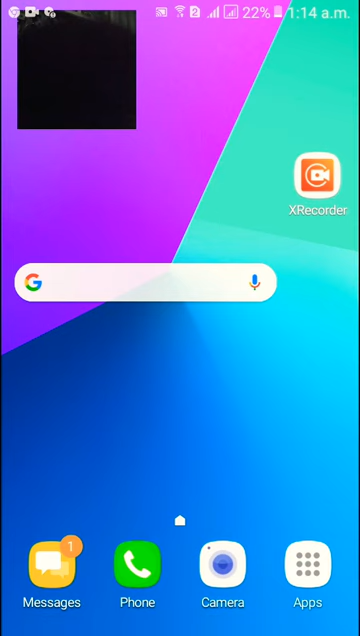 22% 1:14 a.m.
XRecorder
G
1
Messages Phone Camera Apps